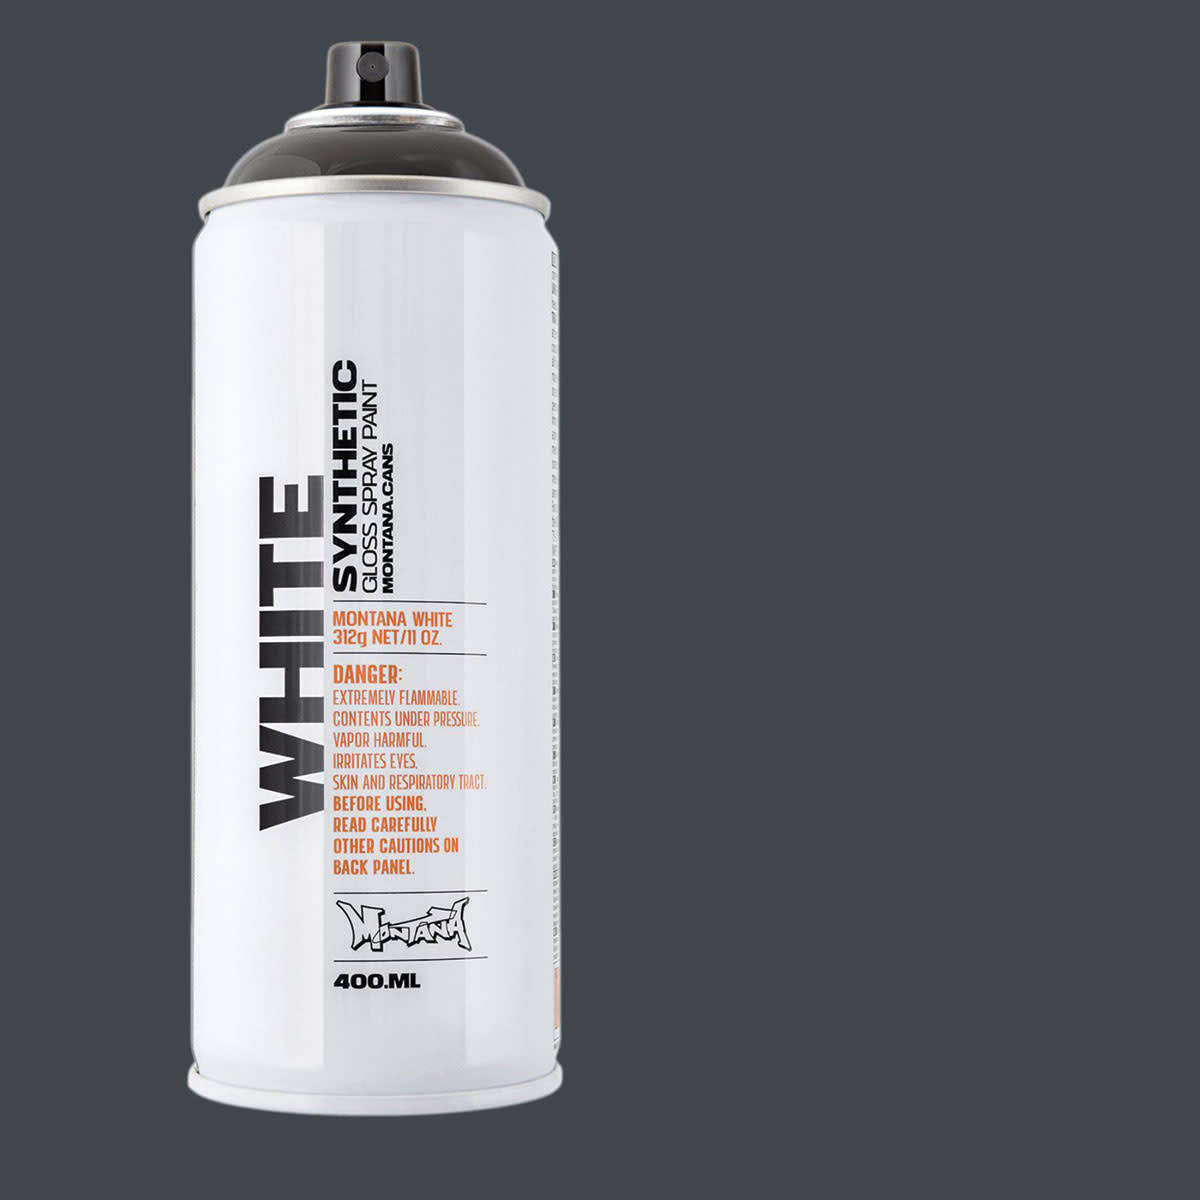 WHITE
SYNTHETIC
GLOSS SPRAY PAINT
MONTANA.CANS
MONTANA WHITE
312g NET/11 OZ.
DANGER:
EXTREMELY FLAMMABLE.
CONTENTS UNDER PRESSURE.
VAPOR HARMFUL.
IRRITATES EYES,
SKIN AND RESPIRATORY TRACT.
BEFORE USING,
READ CAREFULLY
OTHER CAUTIONS ON
BACK PANEL.
MONTANA
400.ML